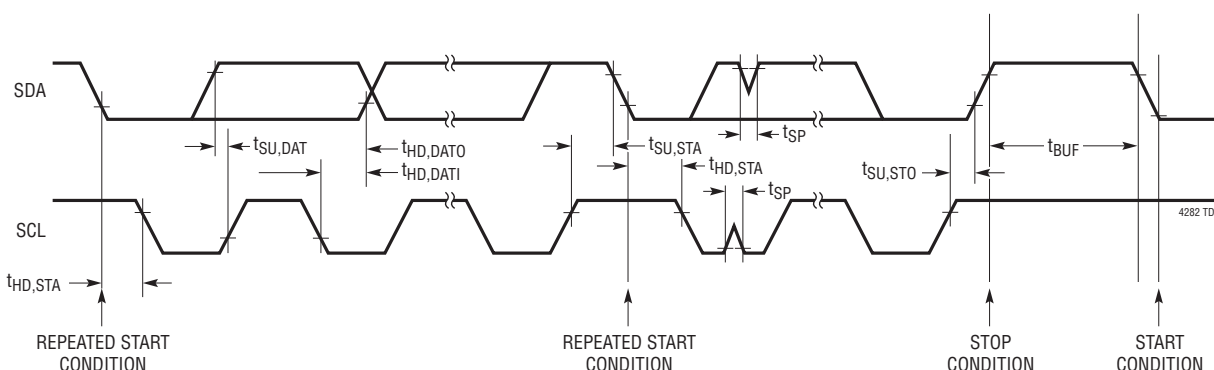 SDA
tSU,DAT
tHD,DATO
tHD,DATI
tSU,STA
tHD,STA
tSP
tSP
tSU,STO
tBUF
SCL
4282 TD
tHD,STA
REPEATED START
CONDITION
REPEATED START
CONDITION
STOP
CONDITION
START
CONDITION